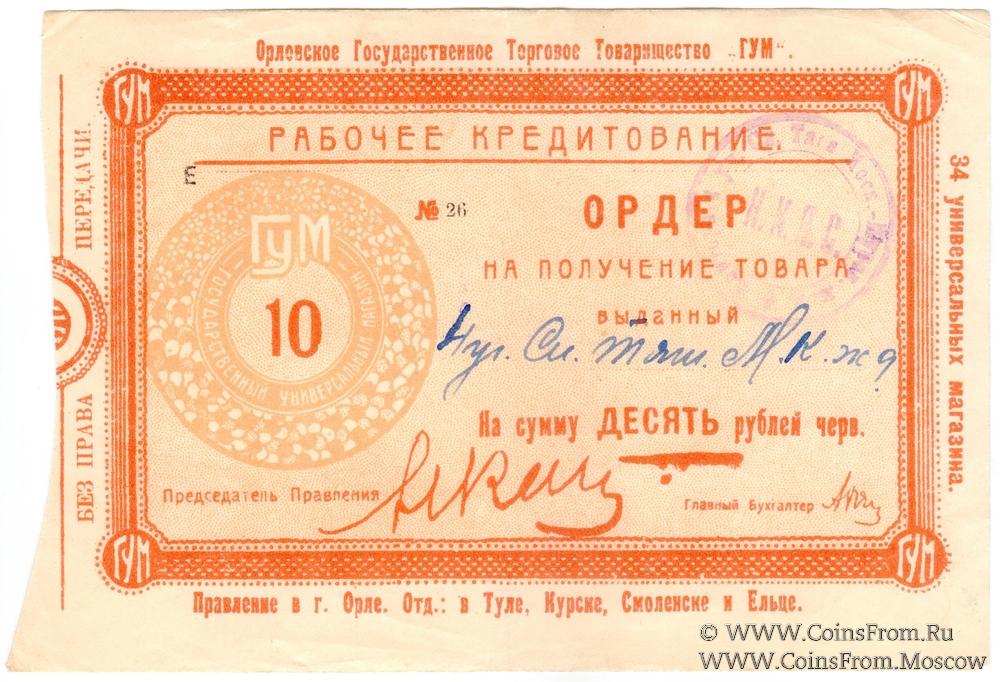 Орловское Государственное Торговое Товарищество „ГУМ“.
ГУМ
ГУМ
РАБОЧЕЕ КРЕДИТОВАНИЕ.
Е
№ 26
ОРДЕР
НА ПОЛУЧЕНИЕ ТОВАРА
выданный
ГУМ
ГОСУДАРСТВЕННЫЙ УНИВЕРСАЛЬНЫЙ МАГАЗИН
10
М. К. жд
На сумму ДЕСЯТЬ рублей черв.
Председатель Правления
Главный Бухгалтер
ГУМ
ГУМ
Правление в г. Орле. Отд.: в Туле, Курске, Смоленске и Ельце.
БЕЗ ПРАВА ПЕРЕДАЧИ.
34 универсальных магазина.
© WWW.CoinsFrom.Ru
WWW.CoinsFrom.Moscow